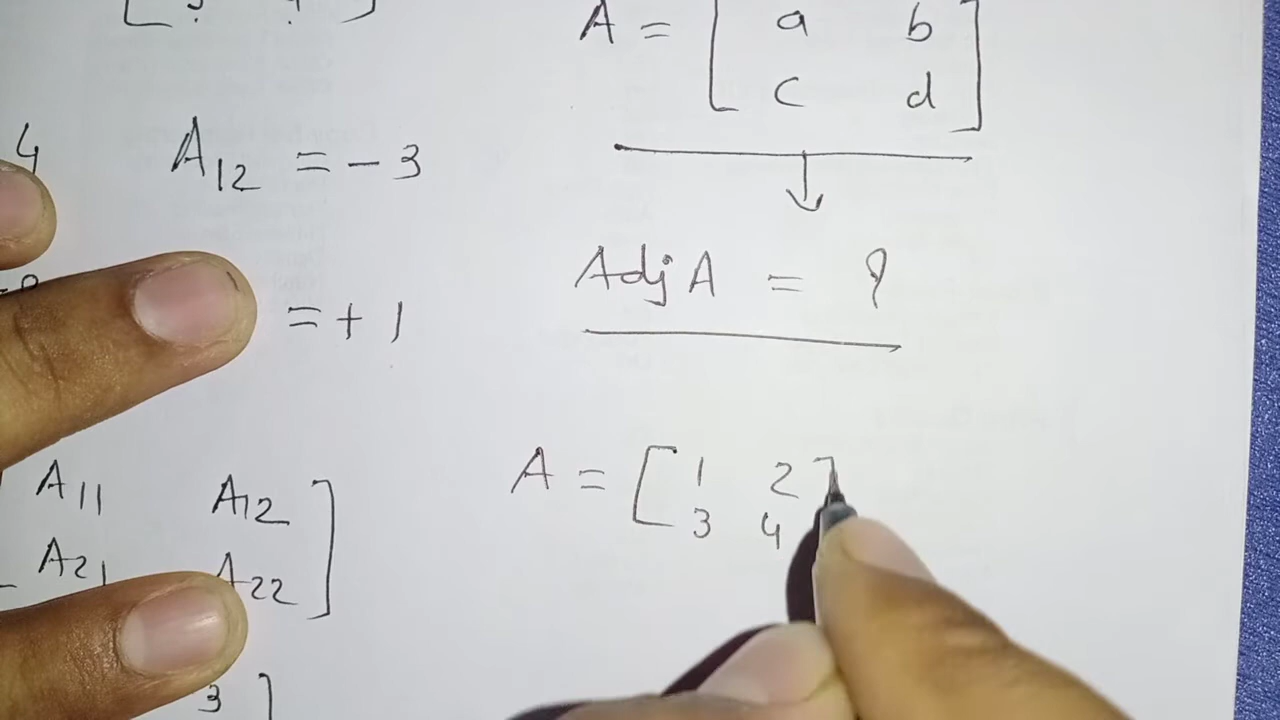 A = [ a b
c d ]
4 A12 = - 3
Adj A = ?
= + 1
A = [ 1 2
3 4
A11 A12
A21 A22 ]
3 ]